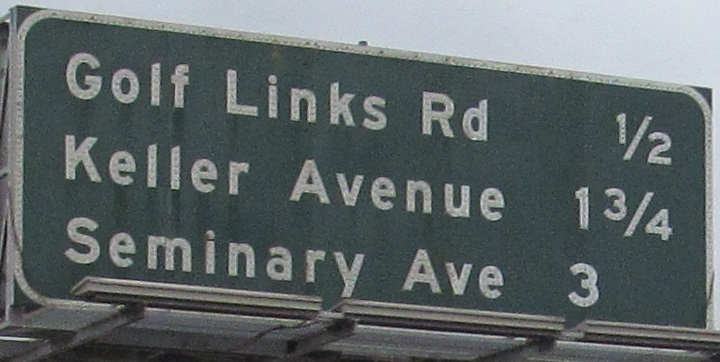 Golf Links Rd 1/2
Keller Avenue 1 3/4
Seminary Ave 3